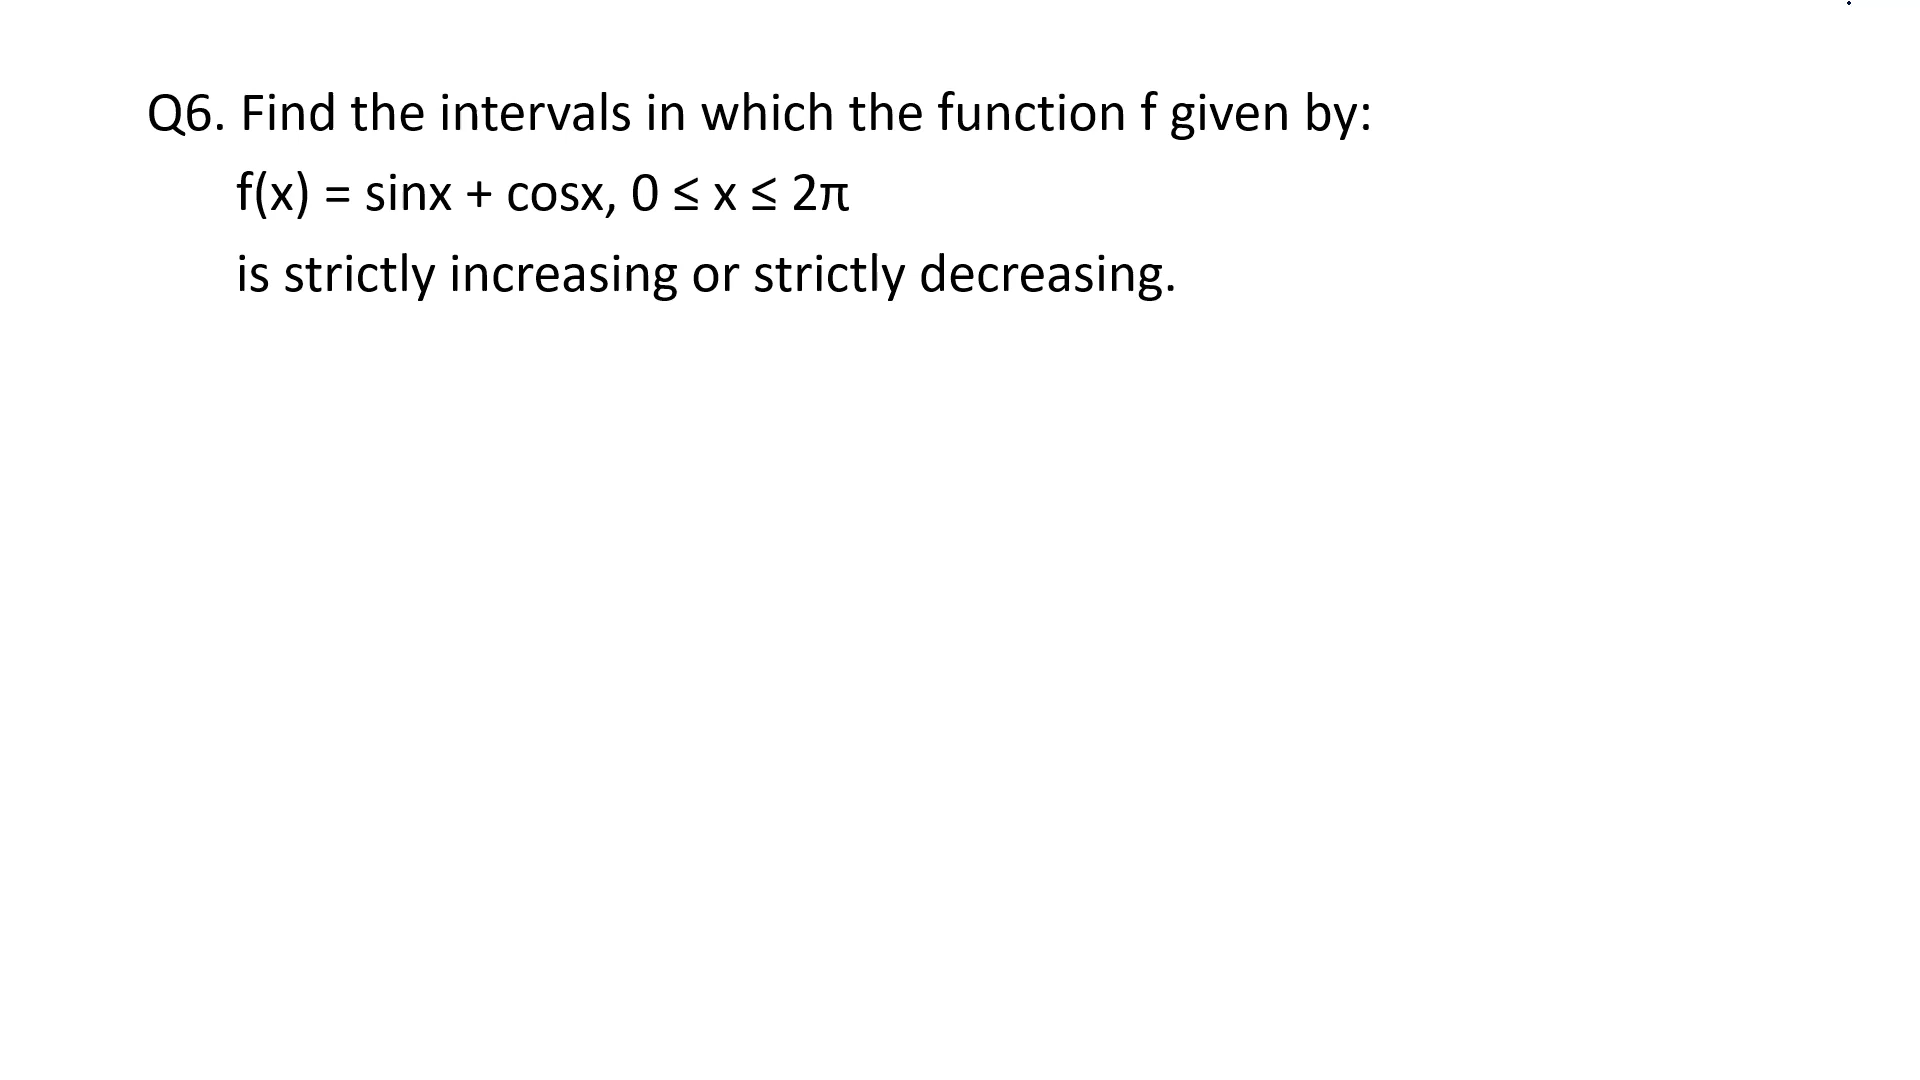 Q6. Find the intervals in which the function f given by:
f(x) = sinx + cosx, 0 ≤ x ≤ 2π
is strictly increasing or strictly decreasing.